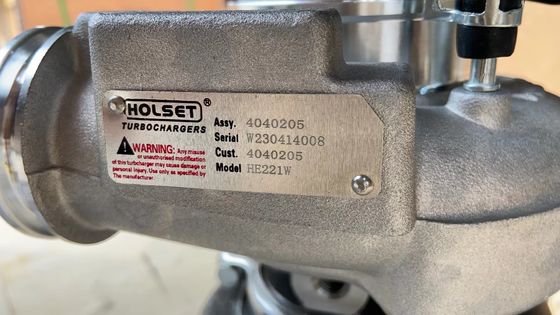 HOLSET®
TURBOCHARGERS
WARNING: Any misuse
or unauthorised modification
of this turbocharger may cause damage or
personal injury. Use only as specified by
The manufacturer.
Assy. 4040205
Serial W230414008
Cust. 4040205
Model HE221W